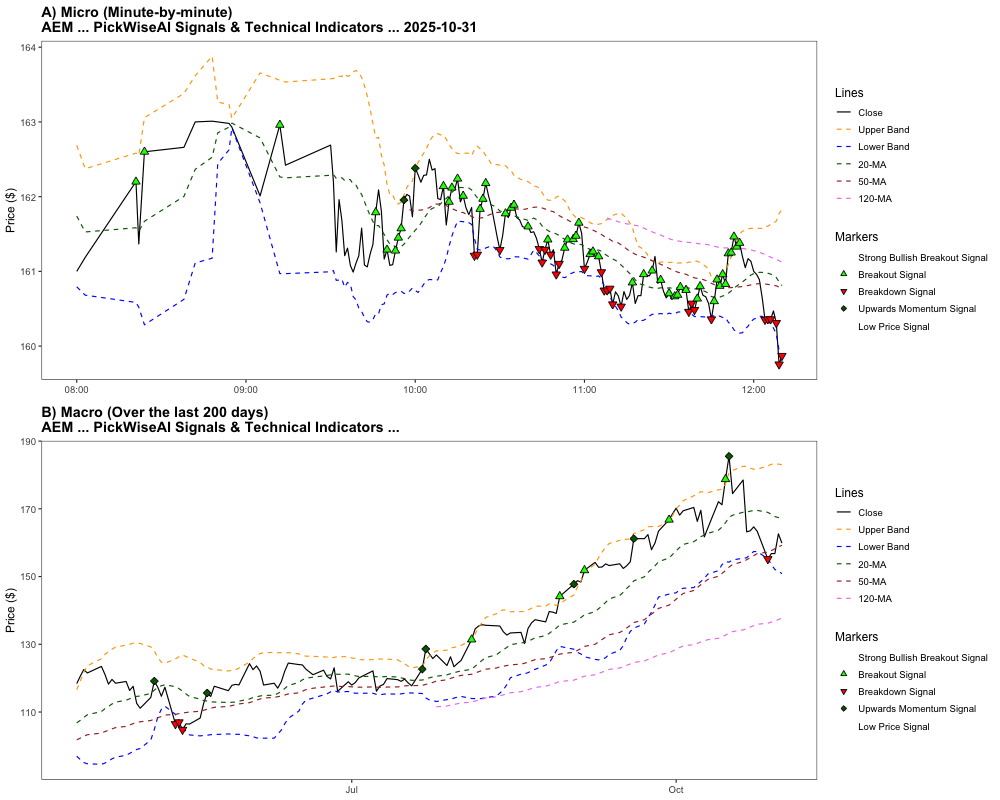 A) Micro (Minute-by-minute)
AEM ... PickWiseAI Signals & Technical Indicators ... 2025-10-31
Price ($)
164
163
162
161
160
08:00
09:00
10:00
11:00
12:00
Lines
Close
Upper Band
Lower Band
20-MA
50-MA
120-MA
Markers
Strong Bullish Breakout Signal
Breakout Signal
Breakdown Signal
Upwards Momentum Signal
Low Price Signal
B) Macro (Over the last 200 days)
AEM ... PickWiseAI Signals & Technical Indicators ...
Price ($)
190
170
150
130
110
Jul
Oct
Lines
Close
Upper Band
Lower Band
20-MA
50-MA
120-MA
Markers
Strong Bullish Breakout Signal
Breakout Signal
Breakdown Signal
Upwards Momentum Signal
Low Price Signal